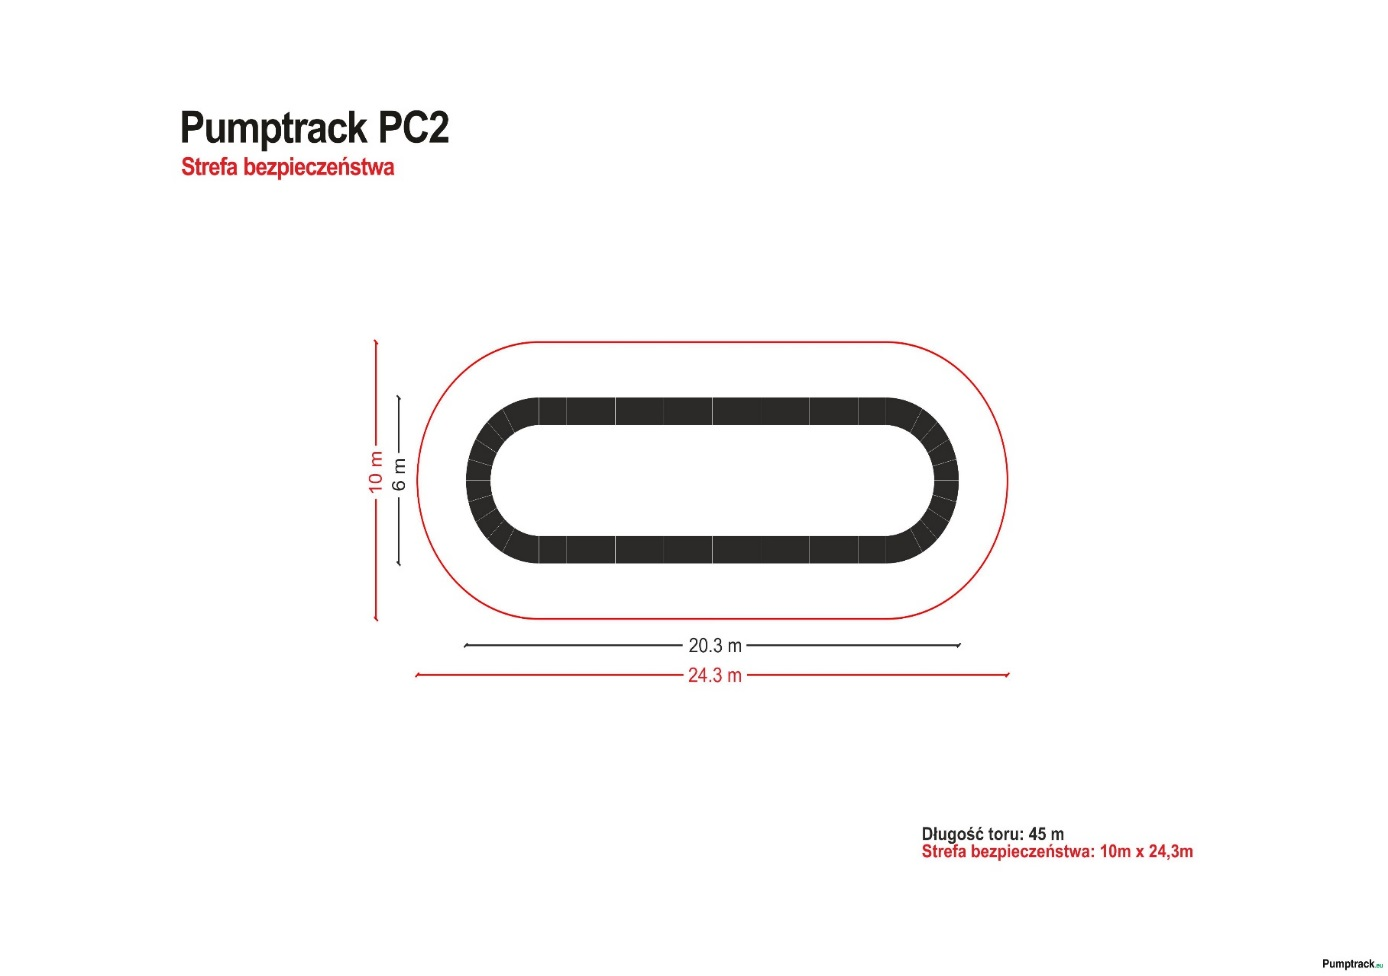 Pumptrack PC2
Strefa bezpieczeństwa
10 m
6 m
20.3 m
24.3 m
Długość toru: 45 m
Strefa bezpieczeństwa: 10m x 24,3m
Pumptrack.eu